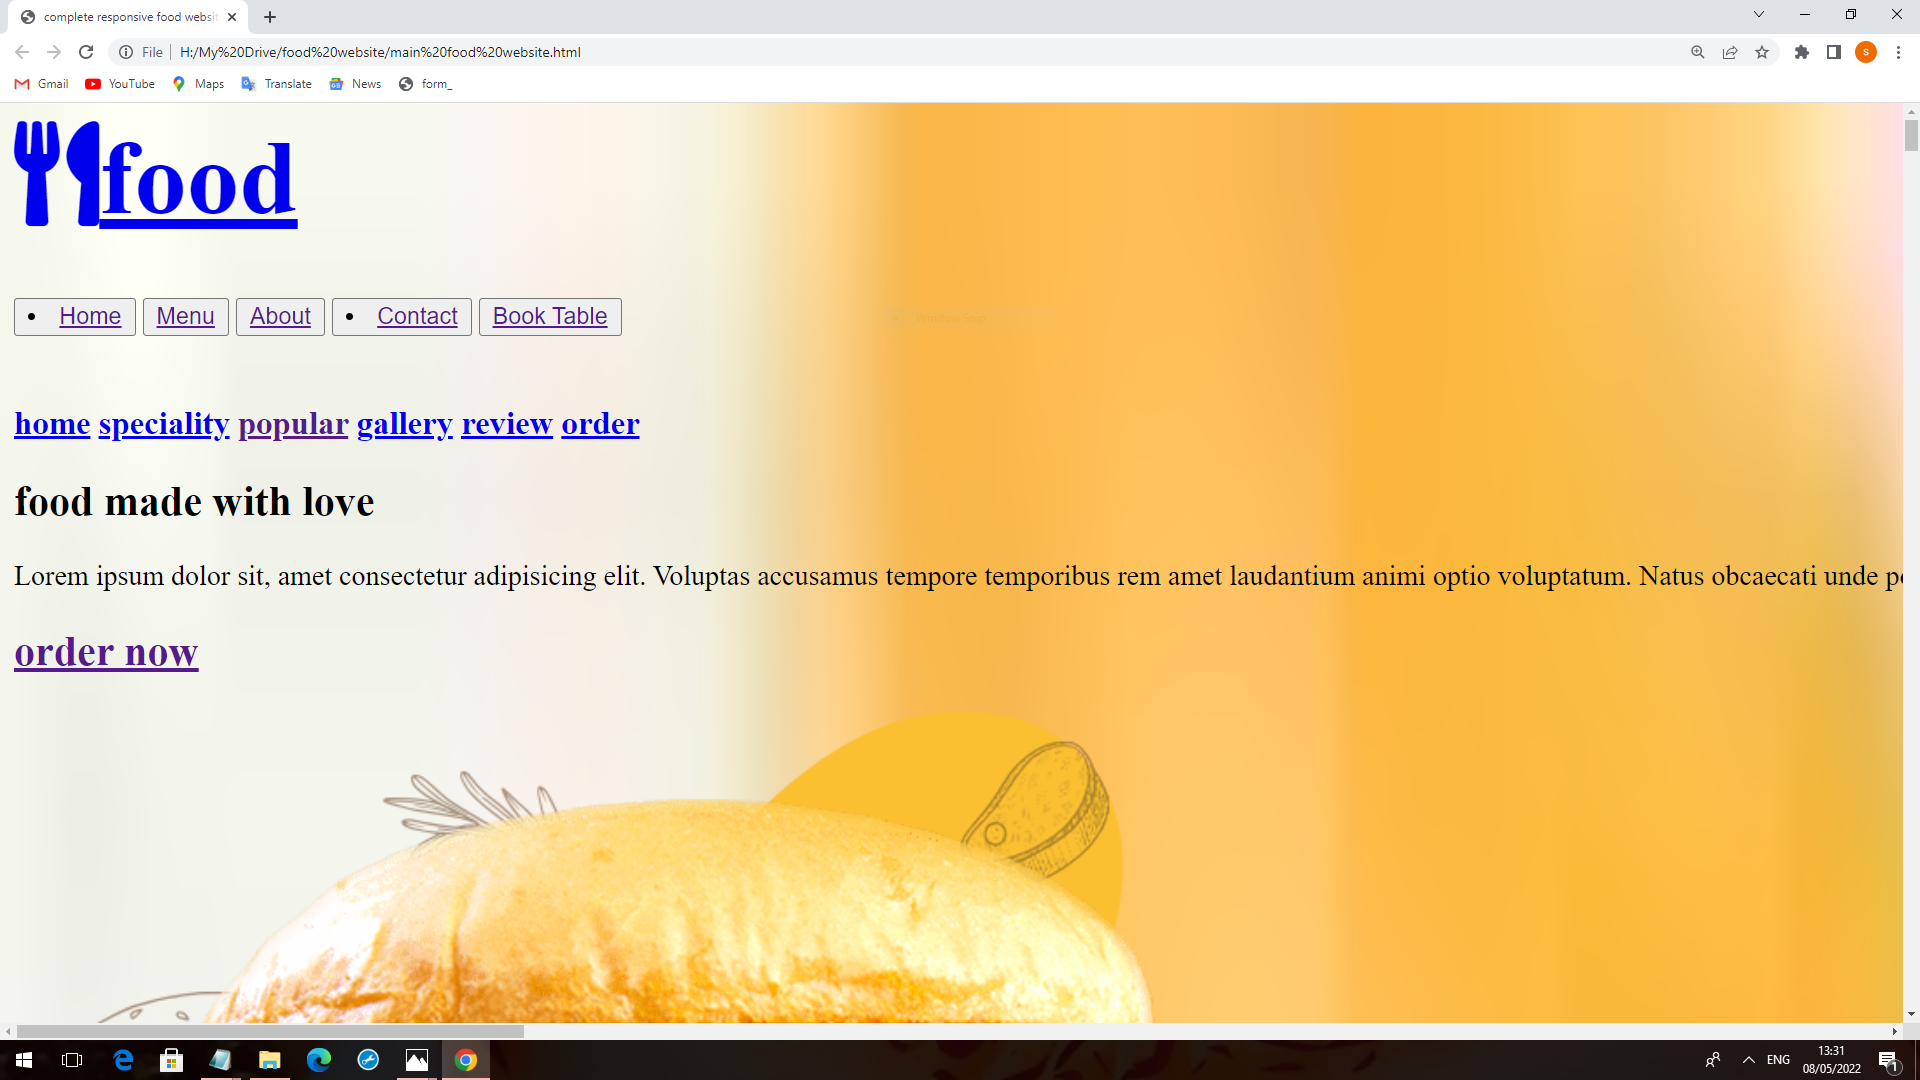 complete responsive food websit
File H:/My%20Drive/food%20website/main%20food%20website.html
s
Gmail YouTube Maps Translate News form_
food
Home Menu About Contact Book Table
home speciality popular gallery review order
food made with love
Lorem ipsum dolor sit, amet consectetur adipisicing elit. Voluptas accusamus tempore temporibus rem amet laudantium animi optio voluptatum. Natus obcaecati unde p
order now
ENG
13:31
08/05/2022
1